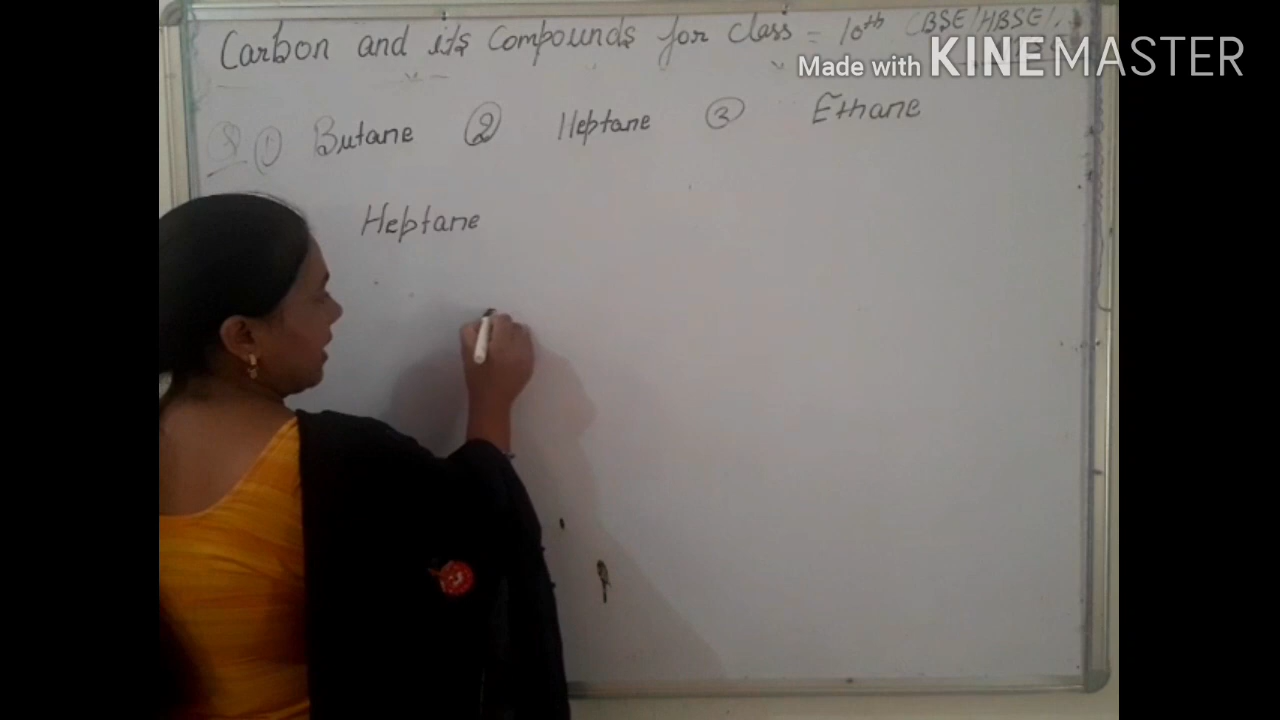 Carbon and its Compounds for class = 10th CBSE/HBSE/
Made with KINEMASTER
Q ① Butane ② Heptane ③ Ethane
Heptane